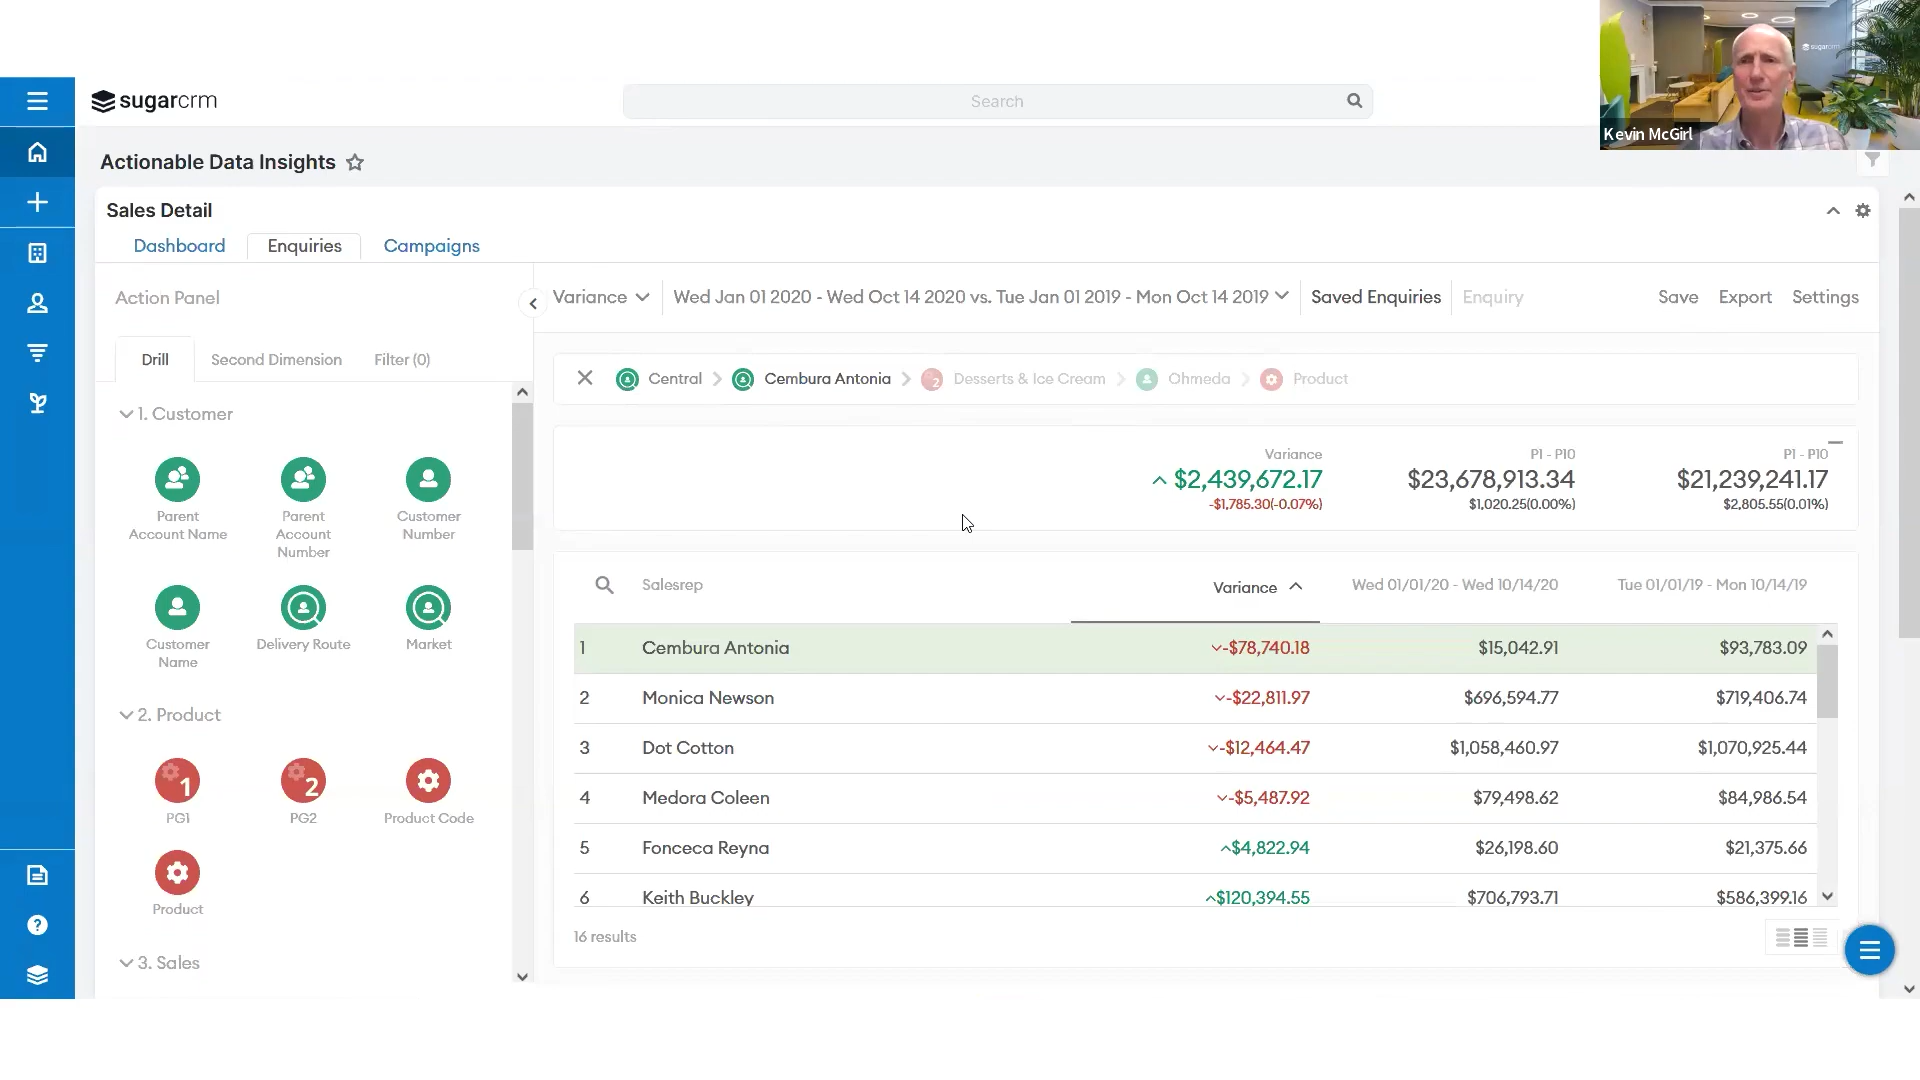 sugarcrm
Search
sugarcrm
Kevin McGirl
Actionable Data Insights
Sales Detail
Dashboard Enquiries Campaigns
Action Panel
Variance Wed Jan 01 2020 - Wed Oct 14 2020 vs. Tue Jan 01 2019 - Mon Oct 14 2019 Saved Enquiries Enquiry Save Export Settings
Drill Second Dimension Filter (0)
Central Cembura Antonia 2 Desserts & Ice Cream Ohmeda Product
1. Customer
Parent Account Name
Parent Account Number
Customer Number
Customer Name
Delivery Route
Market
2. Product
1
PG1
2
PG2
Product Code
Product
3. Sales
Variance P1 - P10 P1 - P10
$2,439,672.17 $23,678,913.34 $21,239,241.17
-$1,785.30(-0.07%) $1,020.25(0.00%) $2,805.55(0.01%)
Salesrep Variance Wed 01/01/20 - Wed 10/14/20 Tue 01/01/19 - Mon 10/14/19
1 Cembura Antonia -$78,740.18 $15,042.91 $93,783.09
2 Monica Newson -$22,811.97 $696,594.77 $719,406.74
3 Dot Cotton -$12,464.47 $1,058,460.97 $1,070,925.44
4 Medora Coleen -$5,487.92 $79,498.62 $84,986.54
5 Fonceca Reyna $4,822.94 $26,198.60 $21,375.66
6 Keith Buckley $120,394.55 $706,793.71 $586,399.16
16 results